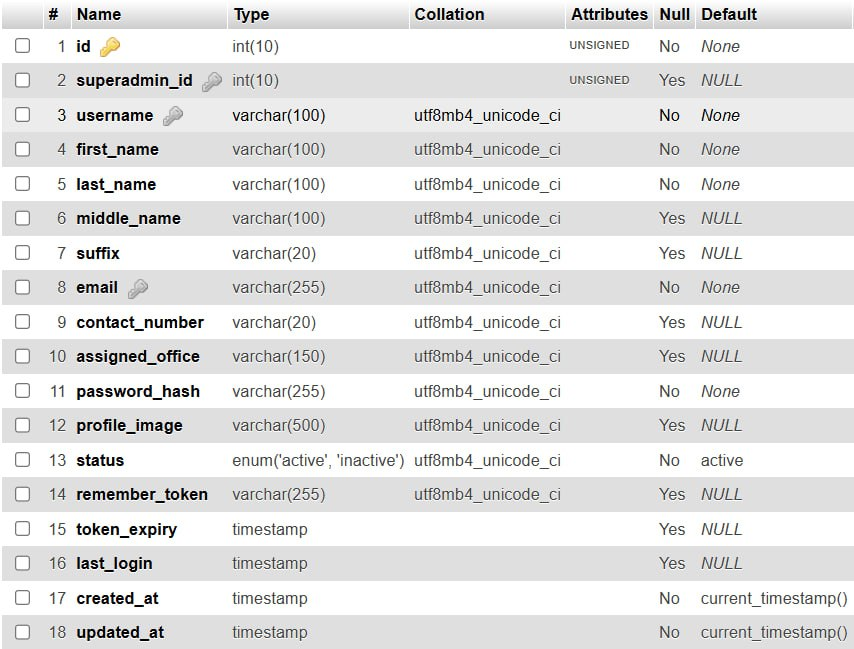 # Name Type Collation Attributes Null Default
1 id int(10) UNSIGNED No None
2 superadmin_id int(10) UNSIGNED Yes NULL
3 username varchar(100) utf8mb4_unicode_ci No None
4 first_name varchar(100) utf8mb4_unicode_ci No None
5 last_name varchar(100) utf8mb4_unicode_ci No None
6 middle_name varchar(100) utf8mb4_unicode_ci Yes NULL
7 suffix varchar(20) utf8mb4_unicode_ci Yes NULL
8 email varchar(255) utf8mb4_unicode_ci No None
9 contact_number varchar(20) utf8mb4_unicode_ci Yes NULL
10 assigned_office varchar(150) utf8mb4_unicode_ci Yes NULL
11 password_hash varchar(255) utf8mb4_unicode_ci No None
12 profile_image varchar(500) utf8mb4_unicode_ci Yes NULL
13 status enum('active', 'inactive') utf8mb4_unicode_ci No active
14 remember_token varchar(255) utf8mb4_unicode_ci Yes NULL
15 token_expiry timestamp Yes NULL
16 last_login timestamp Yes NULL
17 created_at timestamp No current_timestamp()
18 updated_at timestamp No current_timestamp()